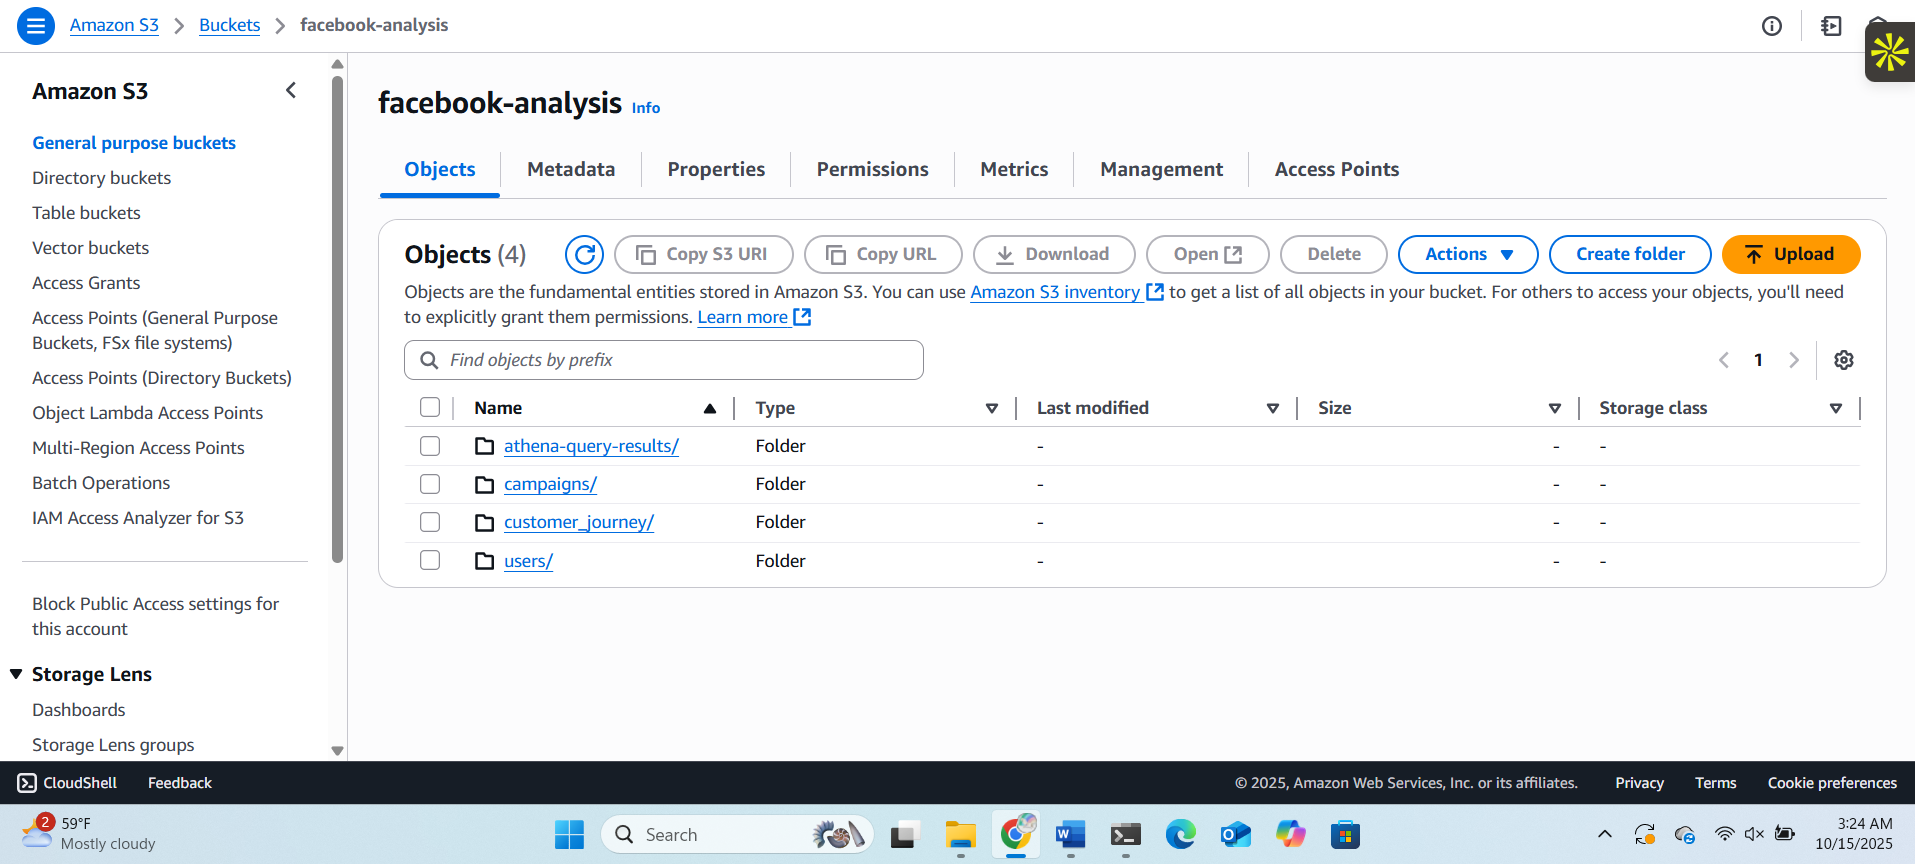 Amazon S3 > Buckets > facebook-analysis
Amazon S3
General purpose buckets
Directory buckets
Table buckets
Vector buckets
Access Grants
Access Points (General Purpose
Buckets, FSx file systems)
Access Points (Directory Buckets)
Object Lambda Access Points
Multi-Region Access Points
Batch Operations
IAM Access Analyzer for S3
Block Public Access settings for
this account
Storage Lens
Dashboards
Storage Lens groups
facebook-analysis Info
Objects Metadata Properties Permissions Metrics Management Access Points
Objects (4) Copy S3 URI Copy URL Download Open Delete Actions Create folder Upload
Objects are the fundamental entities stored in Amazon S3. You can use Amazon S3 inventory to get a list of all objects in your bucket. For others to access your objects, you'll need
to explicitly grant them permissions. Learn more
Find objects by prefix
1
Name Type Last modified Size Storage class
athena-query-results/ Folder - - -
campaigns/ Folder - - -
customer_journey/ Folder - - -
users/ Folder - - -
CloudShell Feedback © 2025, Amazon Web Services, Inc. or its affiliates. Privacy Terms Cookie preferences
2
59°F
Mostly cloudy
Search
3:24 AM
10/15/2025